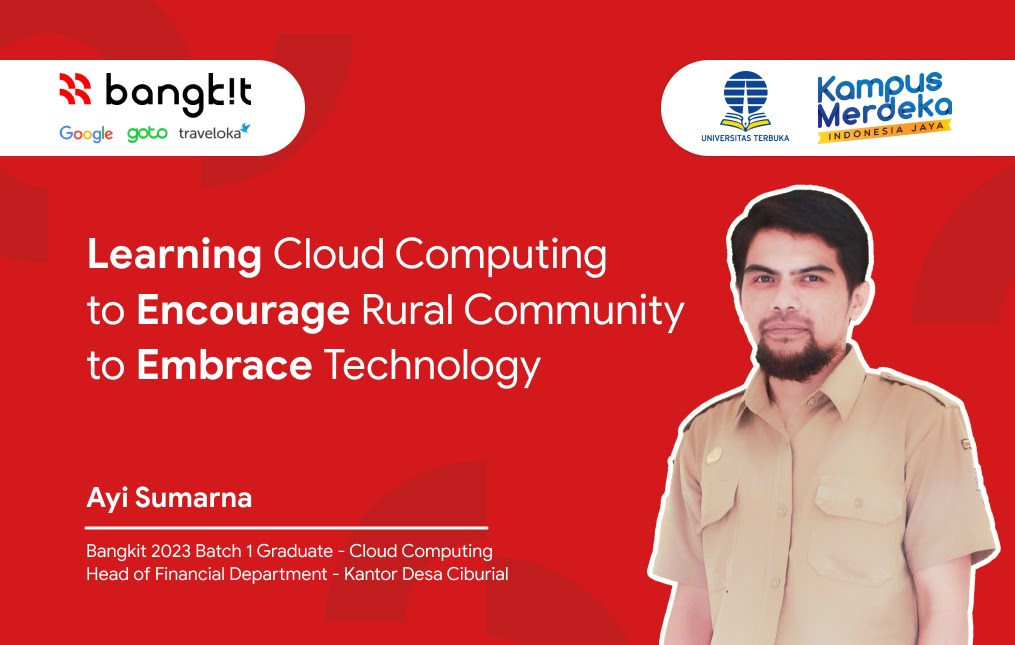 bangk!t
Google goto traveloka
UNIVERSITAS TERBUKA
Kampus
Merdeka
INDONESIA JAYA
Learning Cloud Computing
to Encourage Rural Community
to Embrace Technology
Ayi Sumarna
Bangkit 2023 Batch 1 Graduate - Cloud Computing
Head of Financial Department - Kantor Desa Ciburial